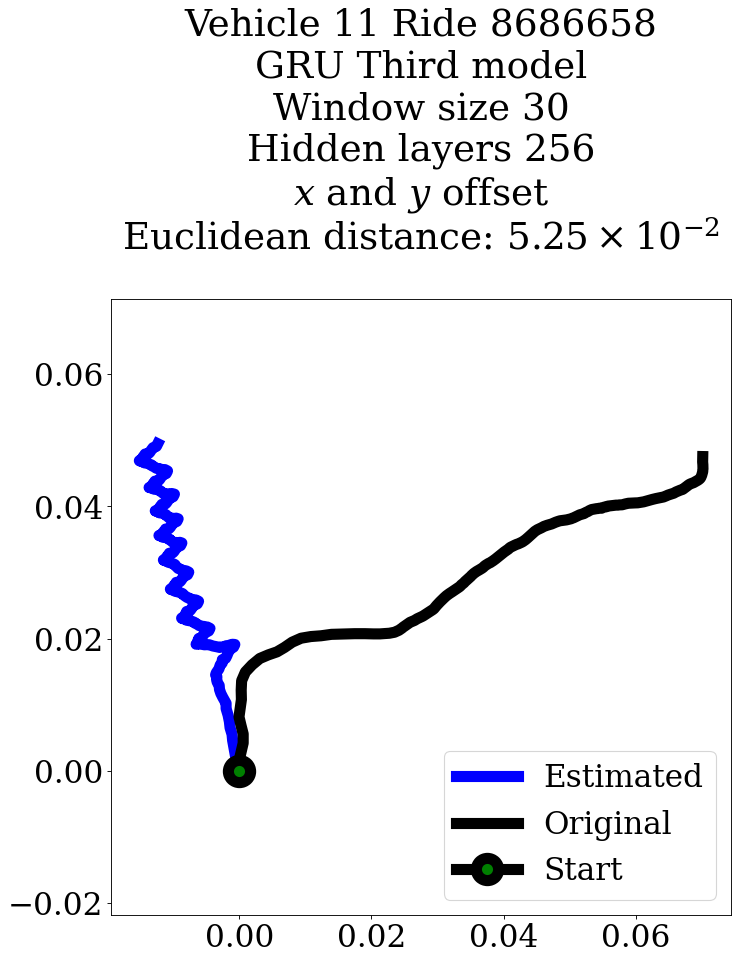 Vehicle 11 Ride 8686658
GRU Third model
Window size 30
Hidden layers 256
x and y offset
Euclidean distance: 5.25 × 10⁻²
0.06
0.04
0.02
0.00
−0.02
0.00 0.02 0.04 0.06
Estimated
Original
Start